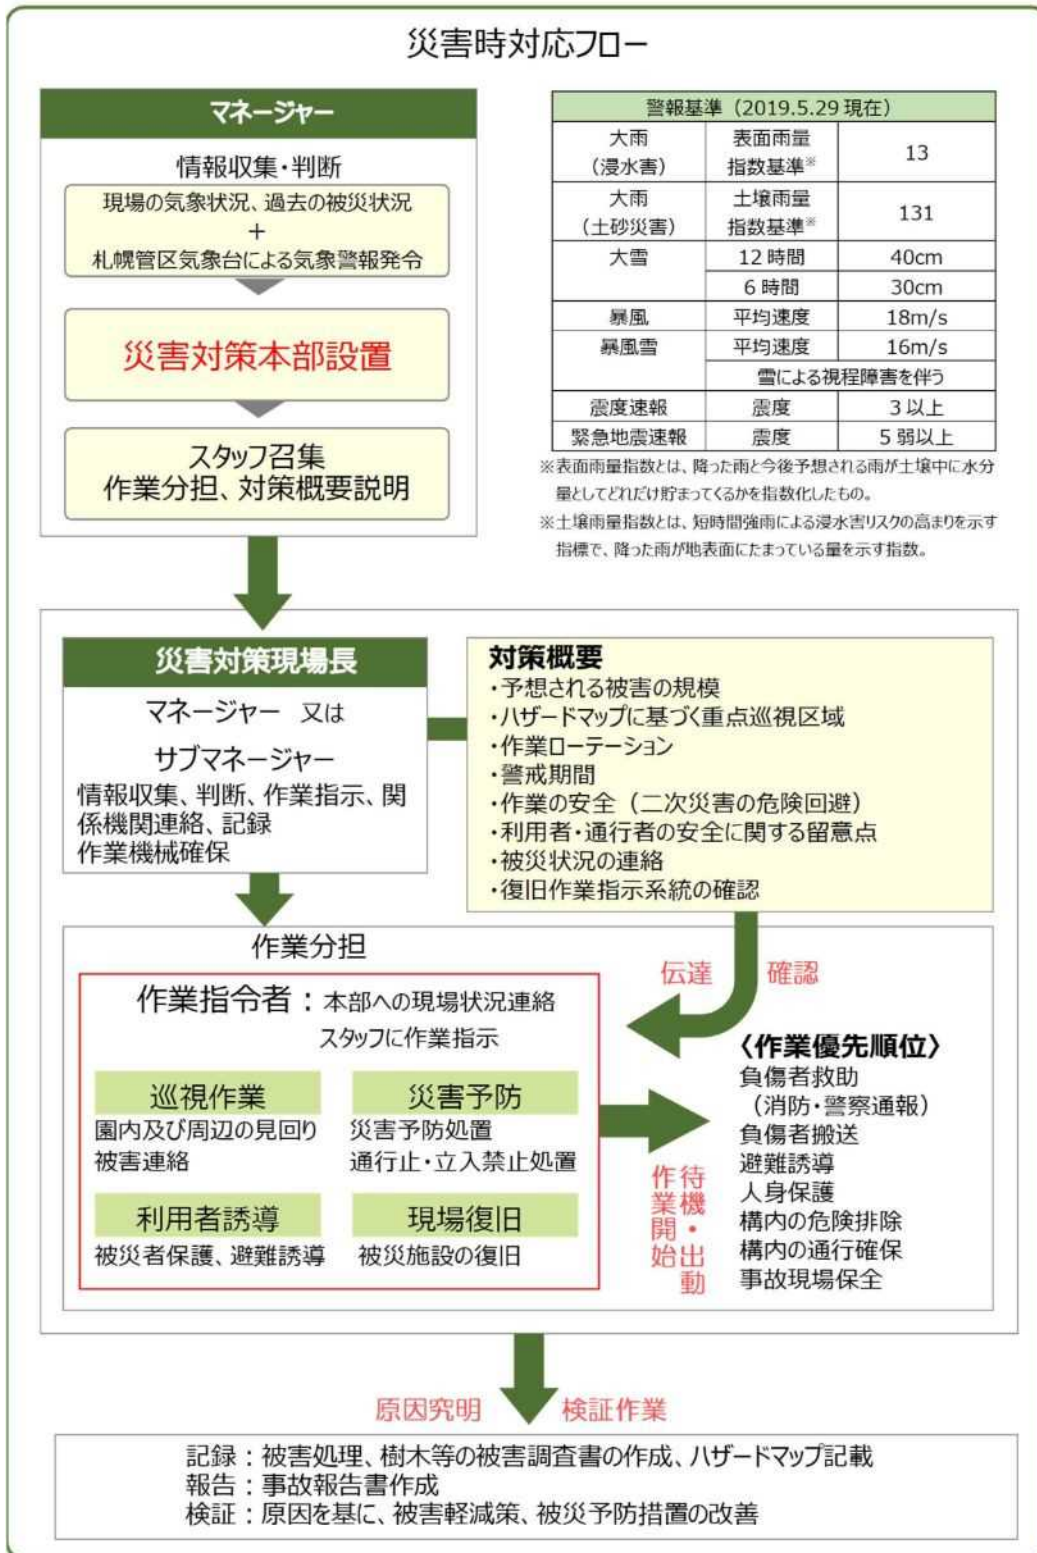 災害時対応フロー
マネージャー
情報収集・判断
現場の気象状況、過去の被災状況
+
札幌管区気象台による気象警報発令
災害対策本部設置
スタッフ召集
作業分担、対策概要説明
警報基準（2019.5.29 現在）
大雨 表面雨量 13
（浸水害） 指数基準※
大雨 土壌雨量 131
（土砂災害） 指数基準※
大雪 12 時間 40cm
6 時間 30cm
暴風 平均速度 18m/s
暴風雪 平均速度 16m/s
雪による視程障害を伴う
震度速報 震度 3 以上
緊急地震速報 震度 5 弱以上
※表面雨量指数とは、降った雨と今後予想される雨が土壌中に水分
量としてどれだけ貯まってくるかを指数化したもの。
※土壌雨量指数とは、短時間強雨による浸水害リスクの高まりを示す
指標で、降った雨が地表面にたまっている量を示す指数。
災害対策現場長
マネージャー 又は
サブマネージャー
情報収集、判断、作業指示、関
係機関連絡、記録
作業機械確保
対策概要
・予想される被害の規模
・ハザードマップに基づく重点巡視区域
・作業ローテーション
・警戒期間
・作業の安全（二次災害の危険回避）
・利用者・通行者の安全に関する留意点
・被災状況の連絡
・復旧作業指示系統の確認
伝達 確認
作業分担
作業指令者：本部への現場状況連絡
スタッフに作業指示
巡視作業
園内及び周辺の見回り
被害連絡
災害予防
災害予防処置
通行止・立入禁止処置
利用者誘導
被災者保護、避難誘導
現場復旧
被災施設の復旧
待機・出動
作業開始
〈作業優先順位〉
負傷者救助
（消防・警察通報）
負傷者搬送
避難誘導
人身保護
構内の危険排除
構内の通行確保
事故現場保全
原因究明 検証作業
記録：被害処理、樹木等の被害調査書の作成、ハザードマップ記載
報告：事故報告書作成
検証：原因を基に、被害軽減策、被災予防措置の改善